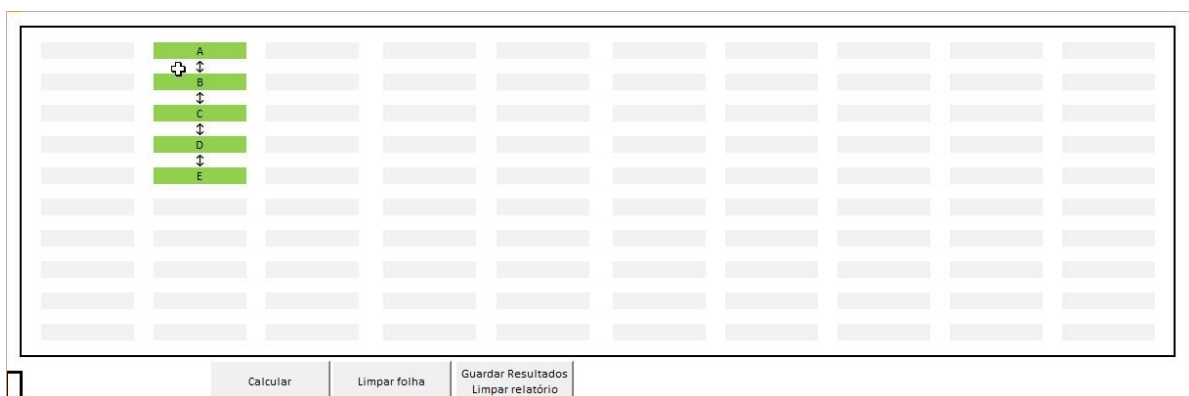 A
↕
B
↕
C
↕
D
↕
E
Calcular
Limpar folha
Guardar Resultados
Limpar relatório